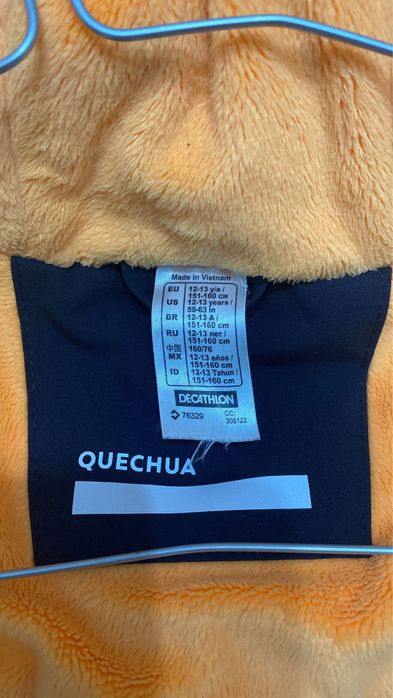 Made in Vietnam
EU 12-13 y/a /
151-160 см
US 12-13 years /
59-63 in
BR 12-13 A /
151-160 cm
RU 12-13 лет /
151-160 cm
中国 160/76
MX 12-13 años /
151-160 cm
ID 12-13 Tahun /
151-160 cm
DECATHLON
76329 CC:
305122
QUECHUA